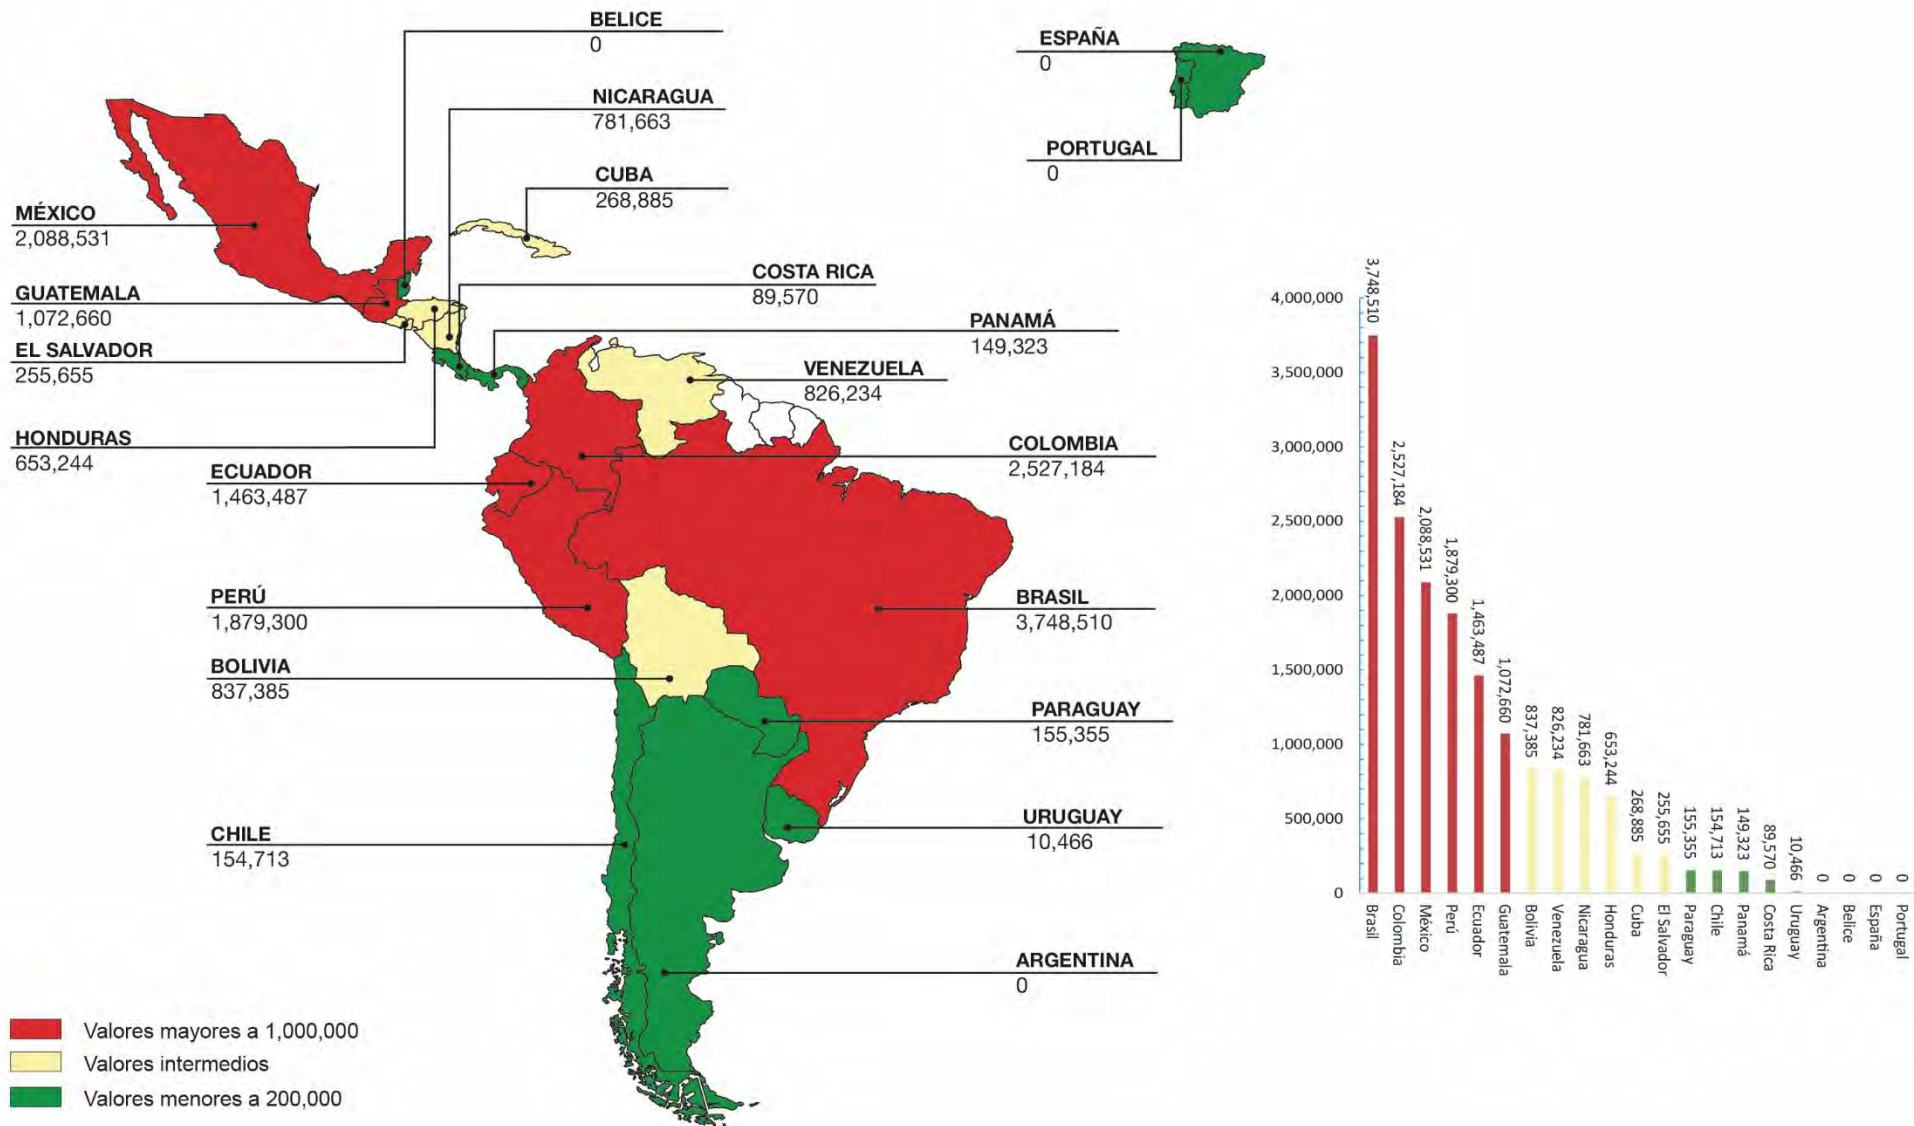 BELICE
0
NICARAGUA
781,663
CUBA
268,885
MÉXICO
2,088,531
COSTA RICA
89,570
GUATEMALA
1,072,660
PANAMÁ
149,323
EL SALVADOR
255,655
VENEZUELA
826,234
HONDURAS
653,244
COLOMBIA
2,527,184
ECUADOR
1,463,487
PERÚ
1,879,300
BRASIL
3,748,510
BOLIVIA
837,385
PARAGUAY
155,355
CHILE
154,713
URUGUAY
10,466
ARGENTINA
0
ESPAÑA
0
PORTUGAL
0
Valores mayores a 1,000,000
Valores intermedios
Valores menores a 200,000
4,000,000
3,500,000
3,000,000
2,500,000
2,000,000
1,500,000
1,000,000
500,000
0
3,748,510
2,527,184
2,088,531
1,879,300
1,463,487
1,072,660
837,385
826,234
781,663
653,244
268,885
255,655
155,355
154,713
149,323
89,570
10,466
0
0
0
0
Brasil
Colombia
México
Perú
Ecuador
Guatemala
Bolivia
Venezuela
Nicaragua
Honduras
Cuba
El Salvador
Paraguay
Chile
Panamá
Costa Rica
Uruguay
Argentina
Belice
España
Portugal